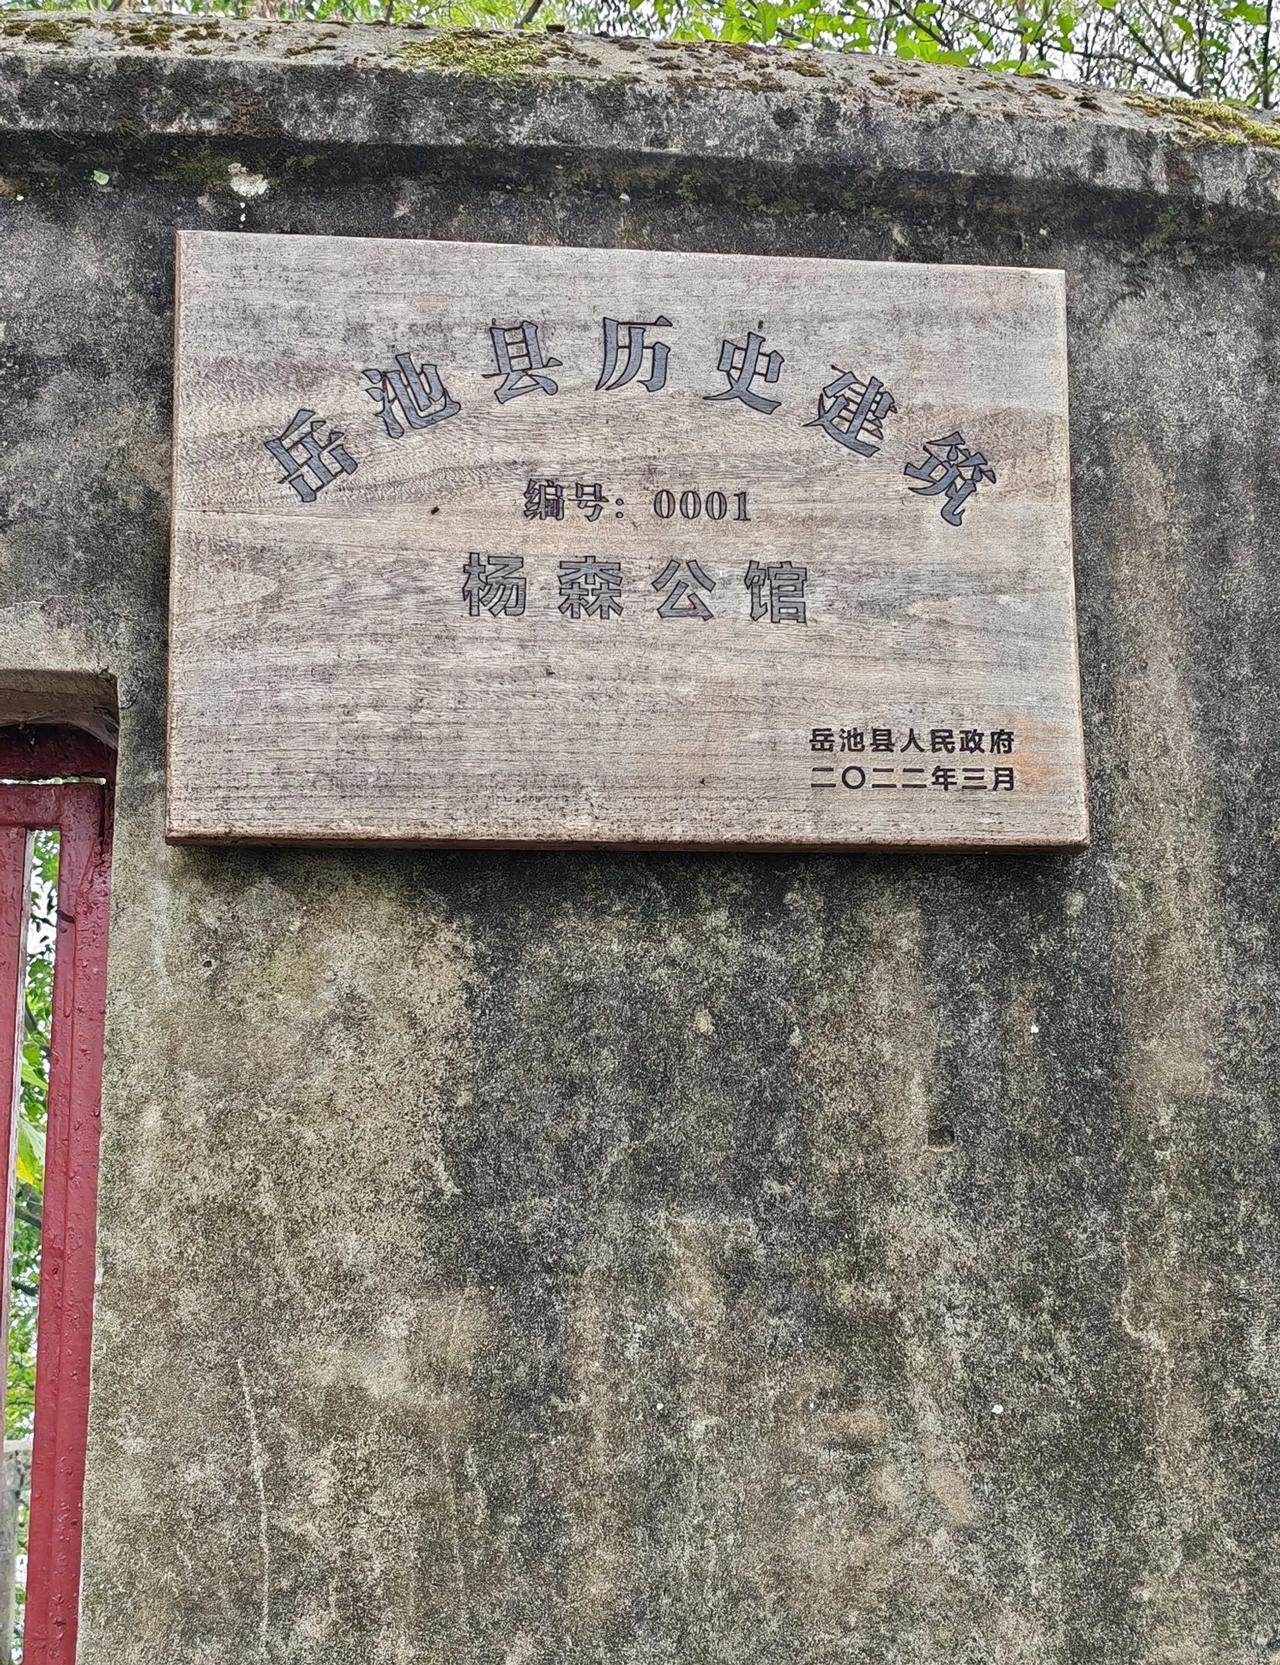 岳池县历史建筑
编号：0001
杨森公馆
岳池县人民政府
二〇二二年三月